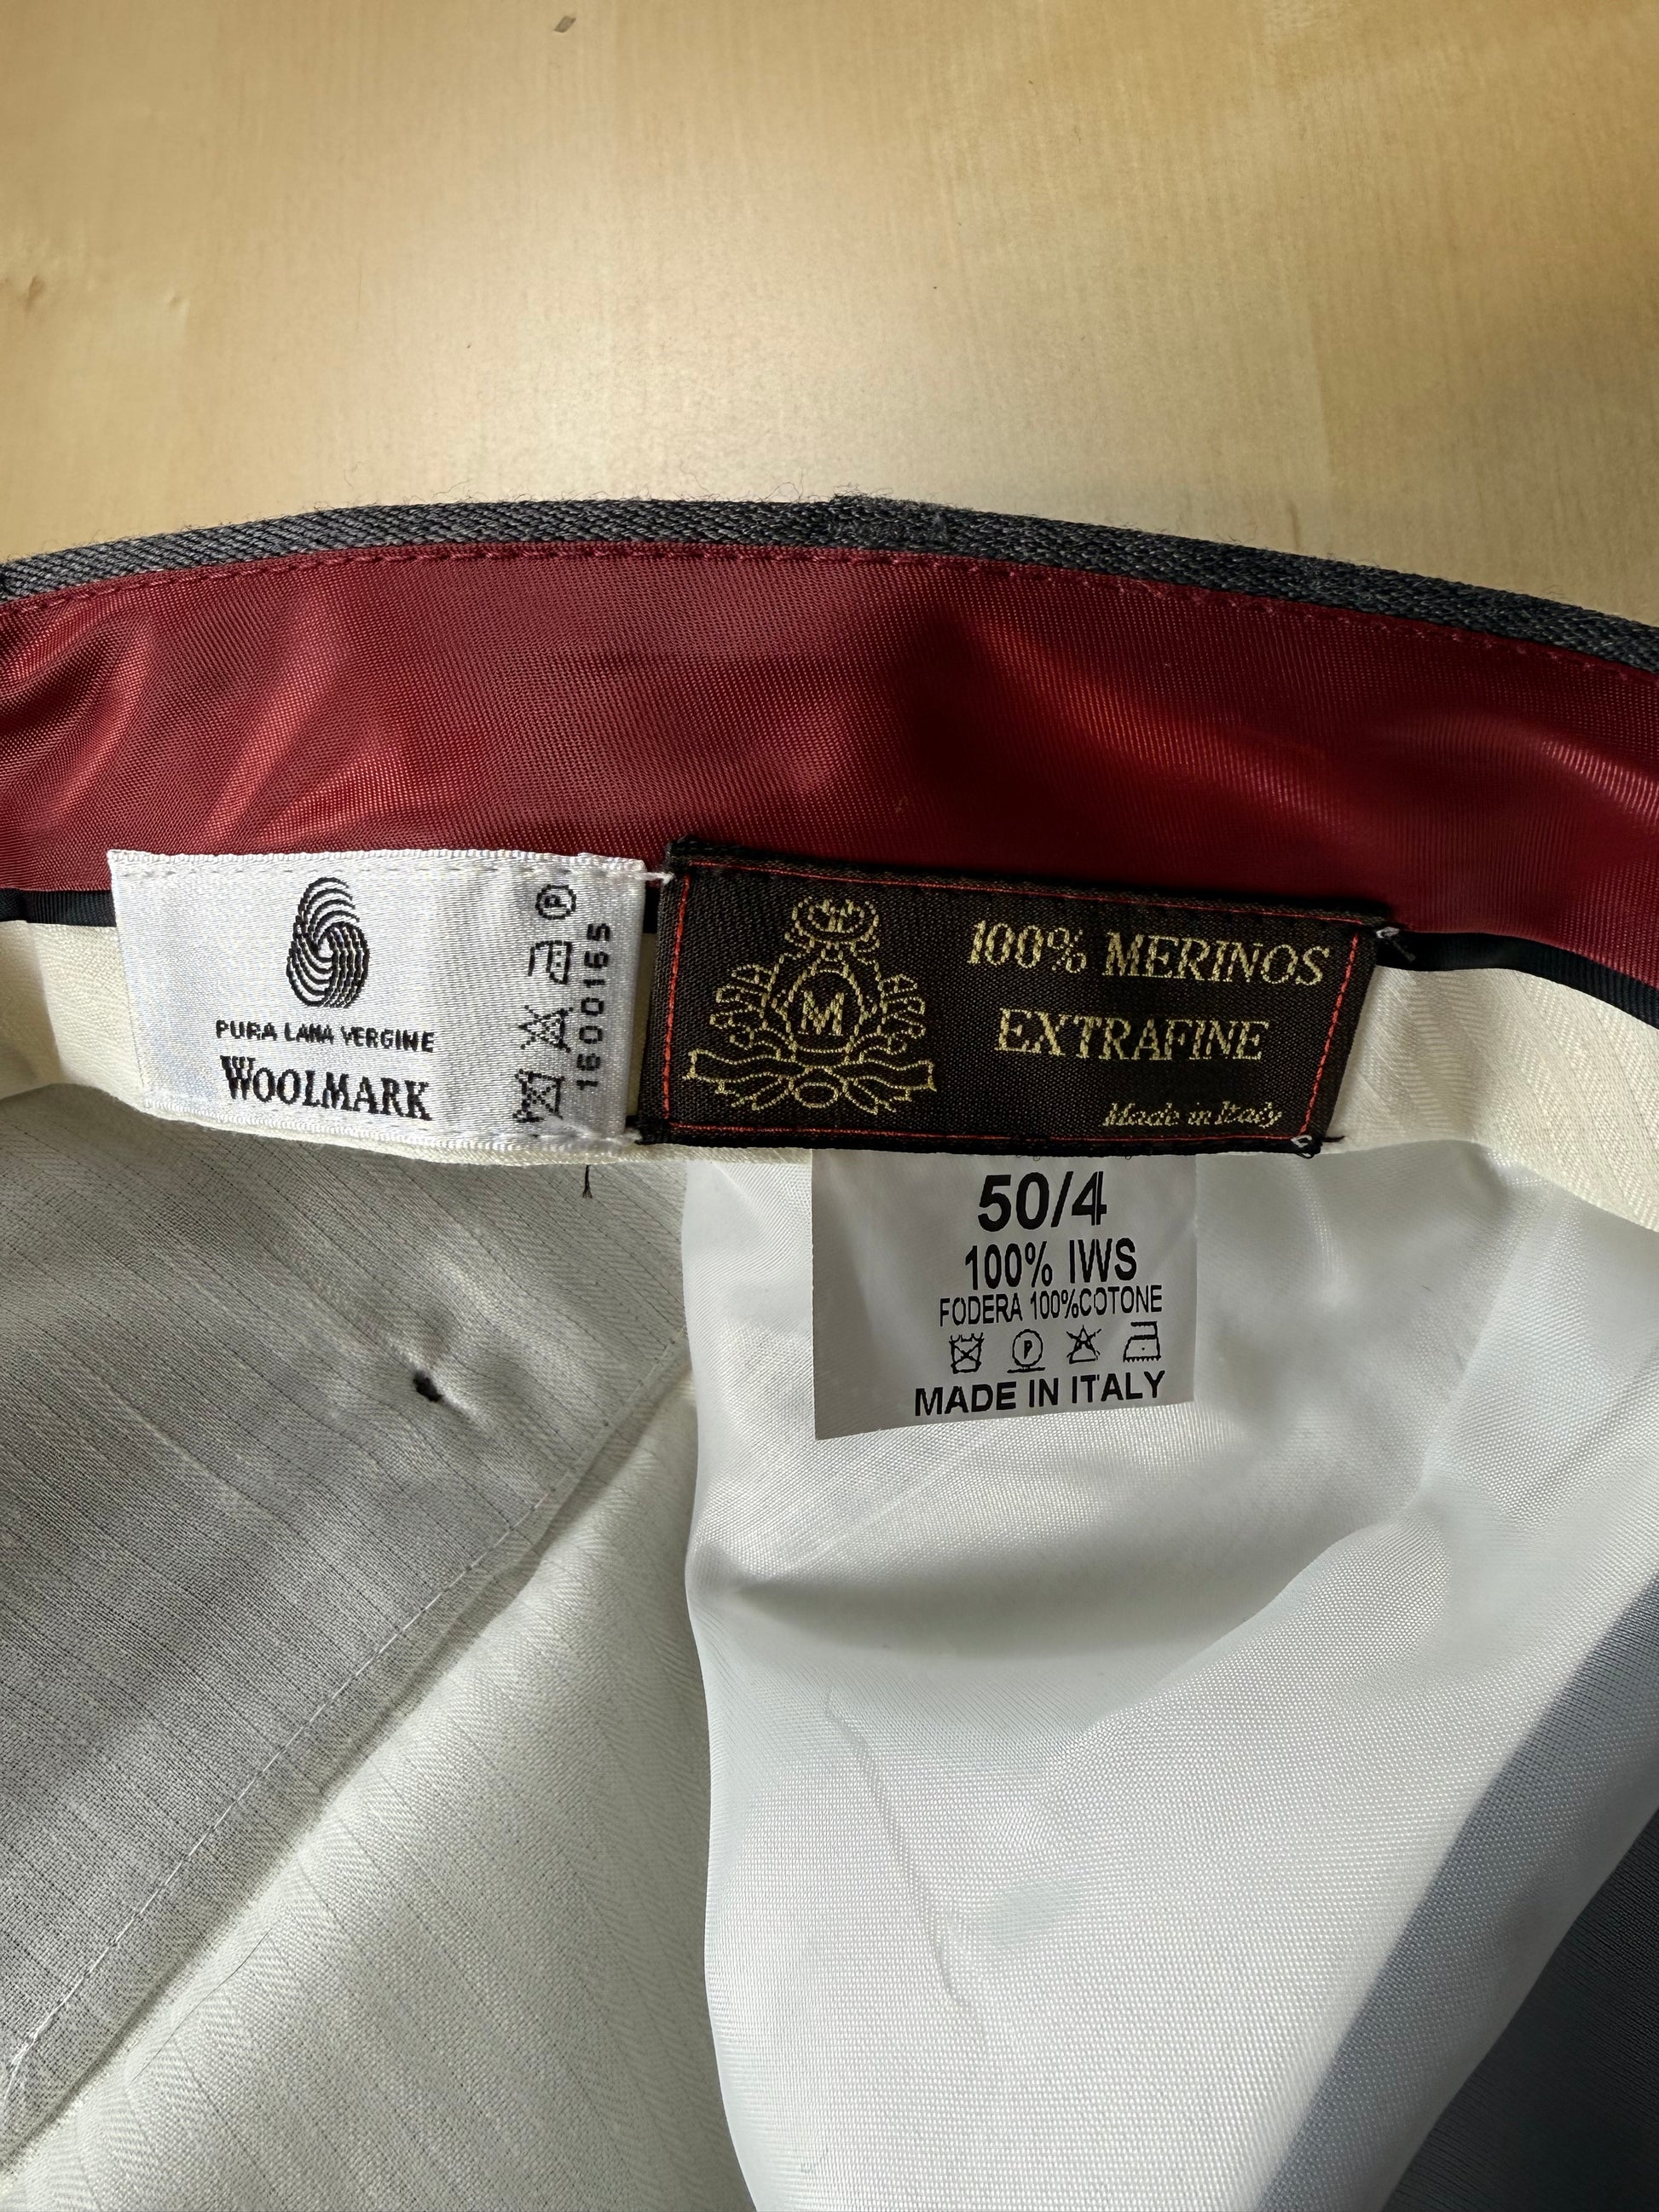 PURA LANA VERGINE
WOOLMARK
P
1600165
M
100% MERINOS
EXTRAFINE
Made in Italy
50/4
100% IWS
FODERA 100%COTONE
P
MADE IN ITALY